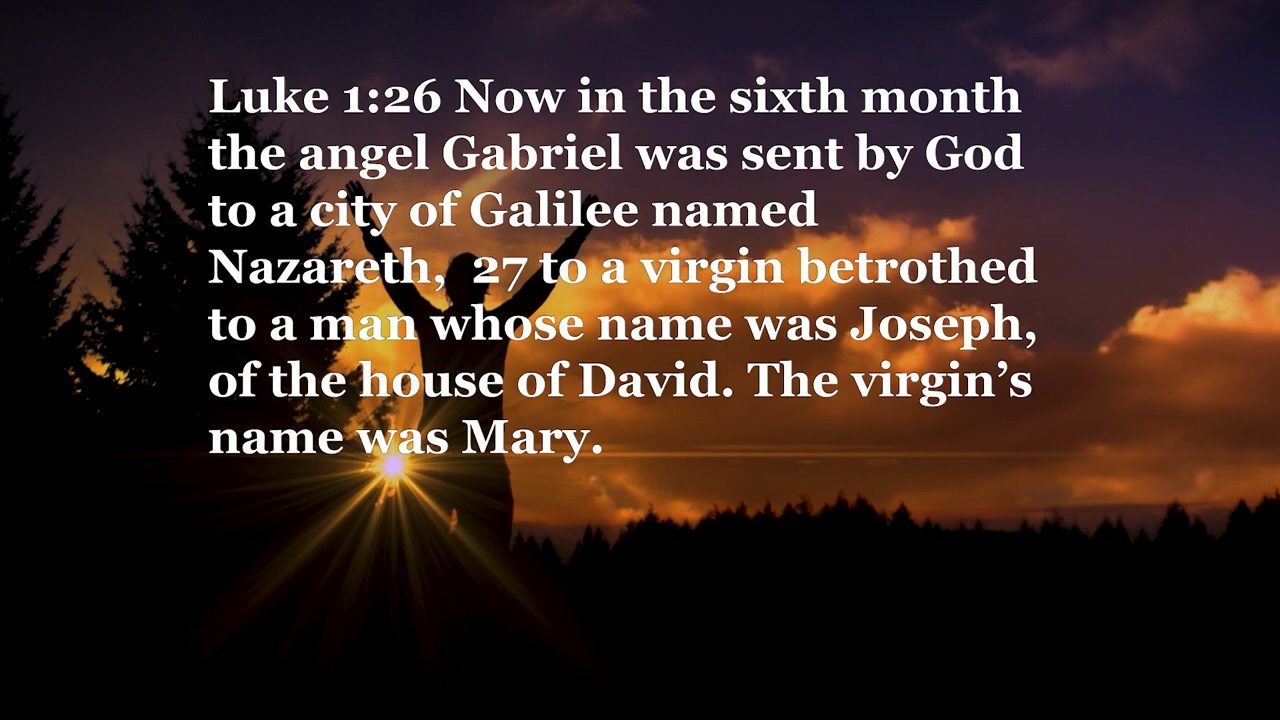 Luke 1:26 Now in the sixth month
the angel Gabriel was sent by God
to a city of Galilee named
Nazareth,  27 to a virgin betrothed
to a man whose name was Joseph,
of the house of David. The virgin’s
name was Mary.